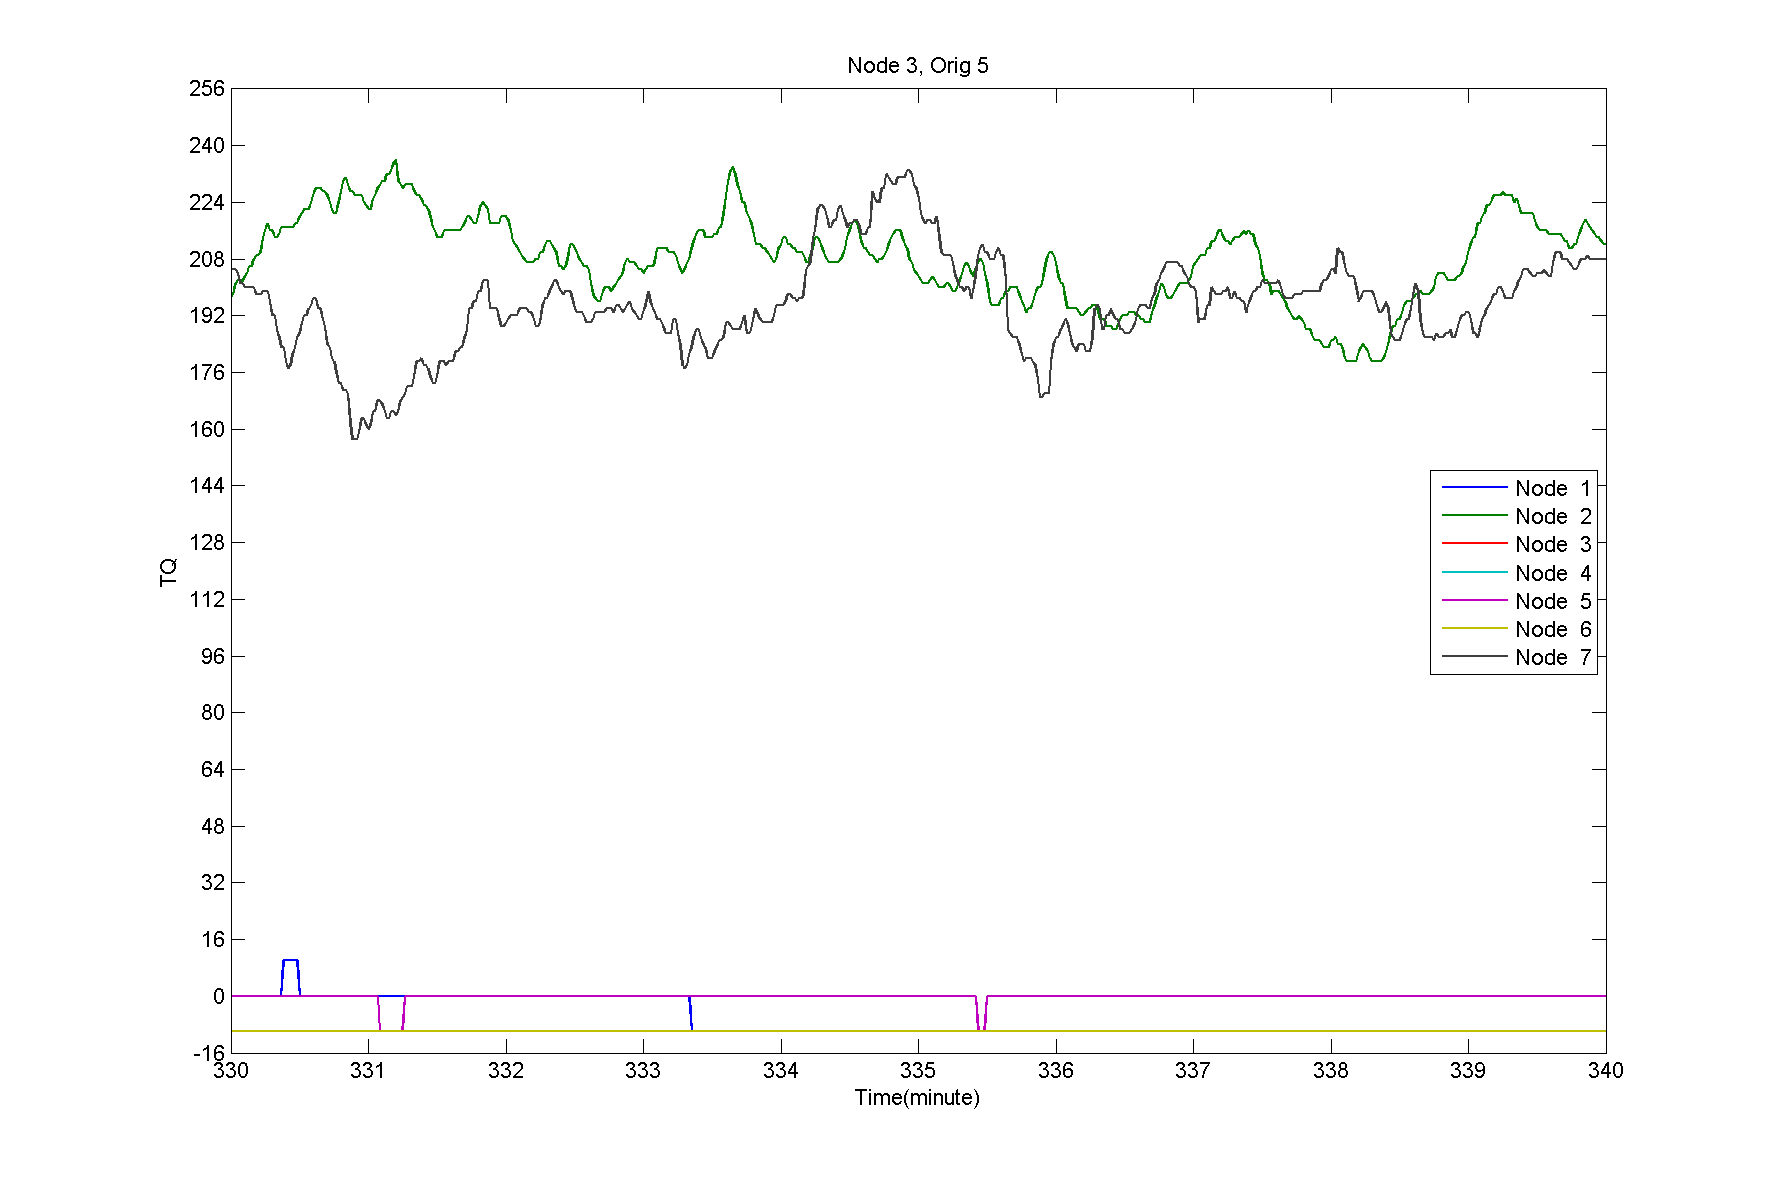 Node 3, Orig 5
256
240
224
208
192
176
160
144
128
112
96
80
64
48
32
16
0
-16
TQ
Node 1
Node 2
Node 3
Node 4
Node 5
Node 6
Node 7
330 331 332 333 334 335 336 337 338 339 340
Time(minute)